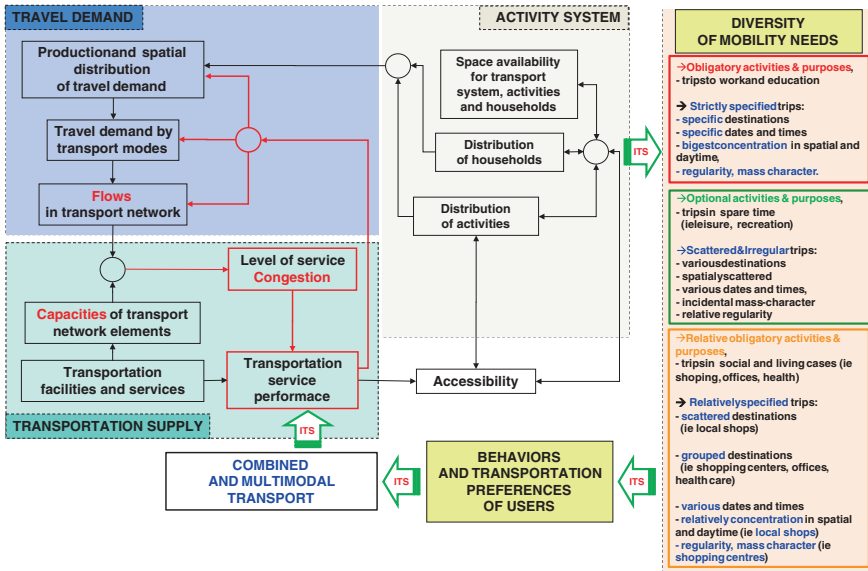 TRAVEL DEMAND
Productionand spatial
distribution
of travel demand
Travel demand by
transport modes
Flows
in transport network
ACTIVITY SYSTEM
Space availability
for transport
system, activities
and households
Distribution
of households
Distribution
of activities
Level of service
Congestion
Capacities of transport
network elements
Transportation
facilities and services
Transportation
service
performace
TRANSPORTATION SUPPLY
Accessibility
ITS
COMBINED
AND MULTIMODAL
TRANSPORT
ITS
BEHAVIORS
AND TRANSPORTATION
PREFERENCES
OF USERS
ITS
ITS
DIVERSITY
OF MOBILITY NEEDS
→Obligatory activities & purposes,
- tripsto workand education
➔ Strictly specified trips:
- specific destinations
- specific dates and times
- bigestconcentration in spatial and
daytime,
- regularity, mass character.
→Optional activities & purposes,
- tripsin spare time
(ieleisure, recreation)
→Scattered&Irregulartrips:
- variousdestinations
- spatiallyscattered
- various dates and times,
- incidental mass-character
- relative regularity
→Relative obligatory activities &
purposes,
- tripsin social and living cases (ie
shoping, offices, health)
➔ Relativelyspecified trips:
- scattered destinations
(ie local shops)
- grouped destinations
(ie shopping centers, offices,
health care)
- various dates and times
- relatively concentration in spatial
and daytime (ie local shops)
- regularity, mass character (ie
shopping centres)